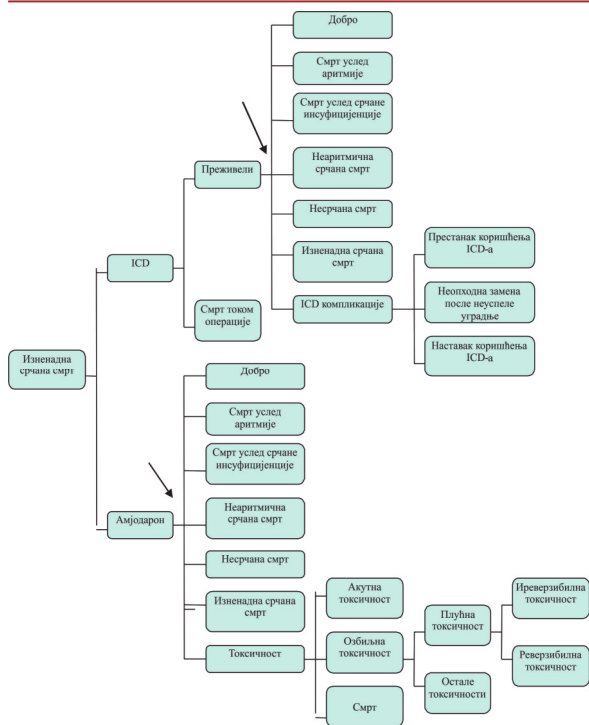 Добро
Смрт услед
аритмије
Смрт услед срчане
инсуфицијенције
Неаритмична
срчана смрт
Несрчана смрт
Изненадна срчана
смрт
ICD компликације
Преживели
ICD
Смрт током
операције
Престанак коришћења
ICD-а
Неопходна замена
после неуспеле
уградње
Наставак коришћења
ICD-а
Изненадна
срчана смрт
Добро
Смрт услед
аритмије
Смрт услед срчане
инсуфицијенције
Неаритмична
срчана смрт
Амјодарон
Несрчана смрт
Изненадна срчана
смрт
Токсичност
Акутна
токсичност
Озбиљна
токсичност
Смрт
Плућна
токсичност
Остале
токсичности
Иреверзибилна
токсичност
Реверзибилна
токсичност